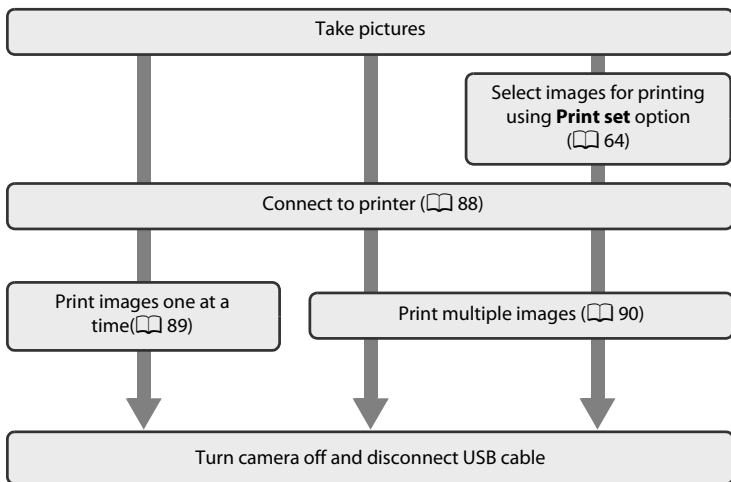 Take pictures
Select images for printing
using Print set option
(📖 64)
Connect to printer (📖 88)
Print images one at a
time(📖 89)
Print multiple images (📖 90)
Turn camera off and disconnect USB cable